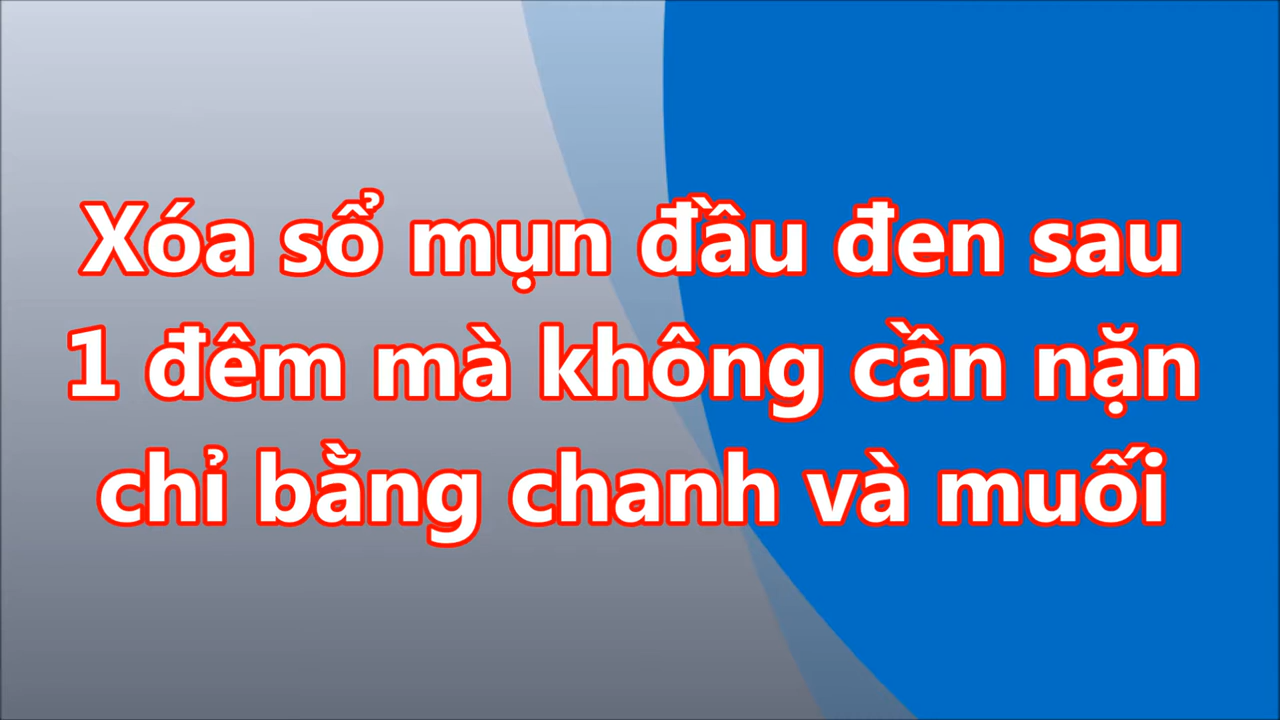 Xóa sổ mụn đầu đen sau
1 đêm mà không cần nặn
chỉ bằng chanh và muối